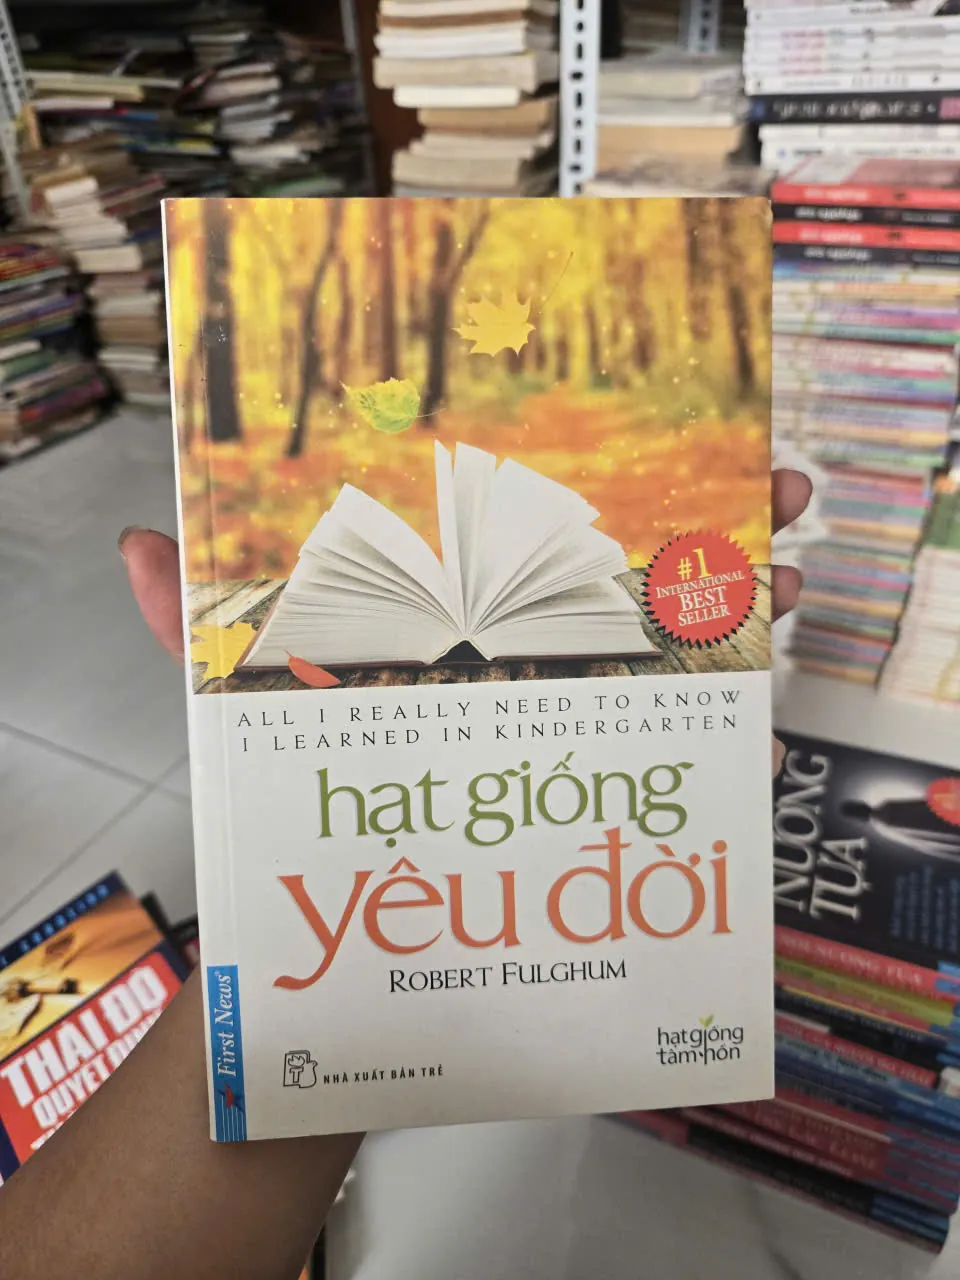 #1
INTERNATIONAL
BEST
SELLER
ALL I REALLY NEED TO KNOW
I LEARNED IN KINDERGARTEN
hạt giống
yêu đời
ROBERT FULGHUM
First News
NHÀ XUẤT BẢN TRẺ
hạt giống
tâm hồn
NƯƠNG
TỰA
THÁI ĐỘ
QUYẾT